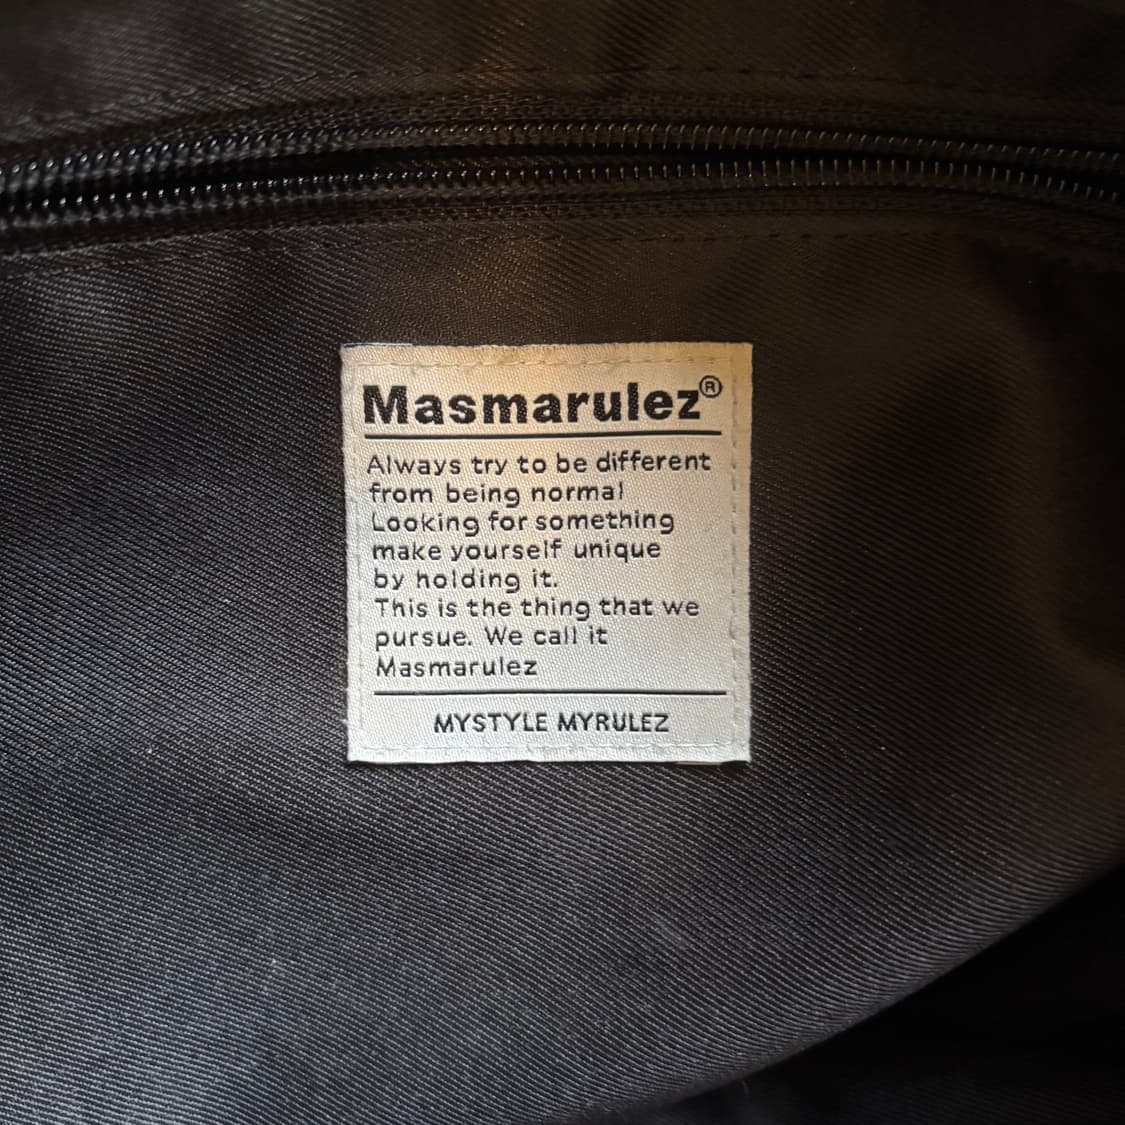 Masmarulez®
Always try to be different
from being normal
Looking for something
make yourself unique
by holding it.
This is the thing that we
pursue. We call it
Masmarulez
MYSTYLE MYRULEZ